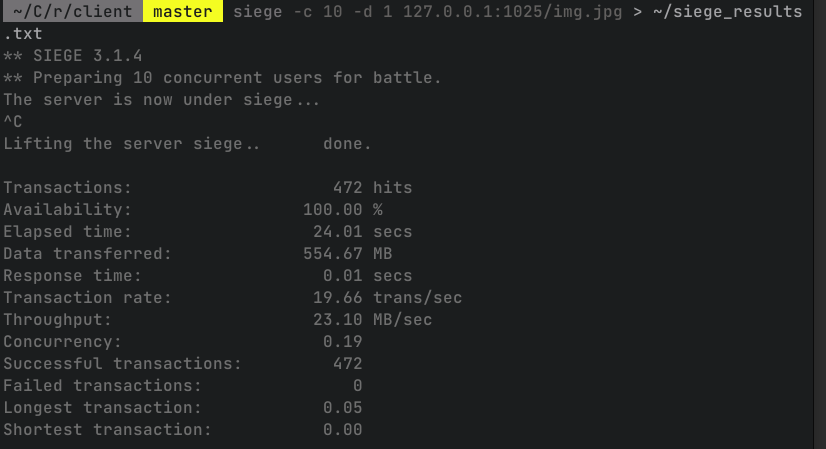 ~/C/r/client master siege -c 10 -d 1 127.0.0.1:1025/img.jpg > ~/siege_results
.txt
** SIEGE 3.1.4
** Preparing 10 concurrent users for battle.
The server is now under siege...
^C
Lifting the server siege.. done.
Transactions: 472 hits
Availability: 100.00 %
Elapsed time: 24.01 secs
Data transferred: 554.67 MB
Response time: 0.01 secs
Transaction rate: 19.66 trans/sec
Throughput: 23.10 MB/sec
Concurrency: 0.19
Successful transactions: 472
Failed transactions: 0
Longest transaction: 0.05
Shortest transaction: 0.00